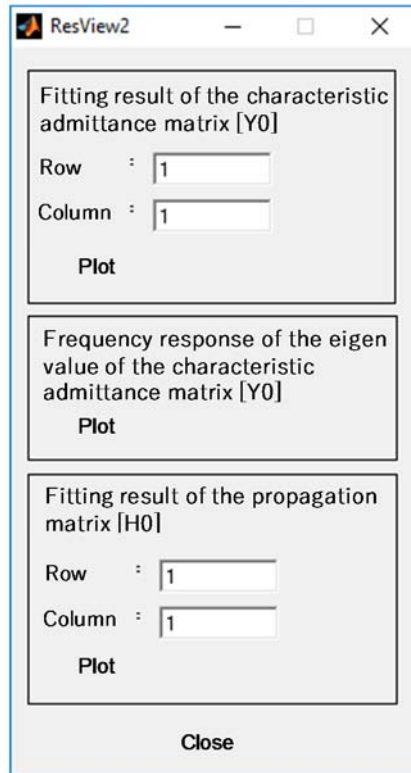 ResView2
Fitting result of the characteristic
admittance matrix [Y0]
Row : 1
Column : 1
Plot
Frequency response of the eigen
value of the characteristic
admittance matrix [Y0]
Plot
Fitting result of the propagation
matrix [H0]
Row : 1
Column : 1
Plot
Close